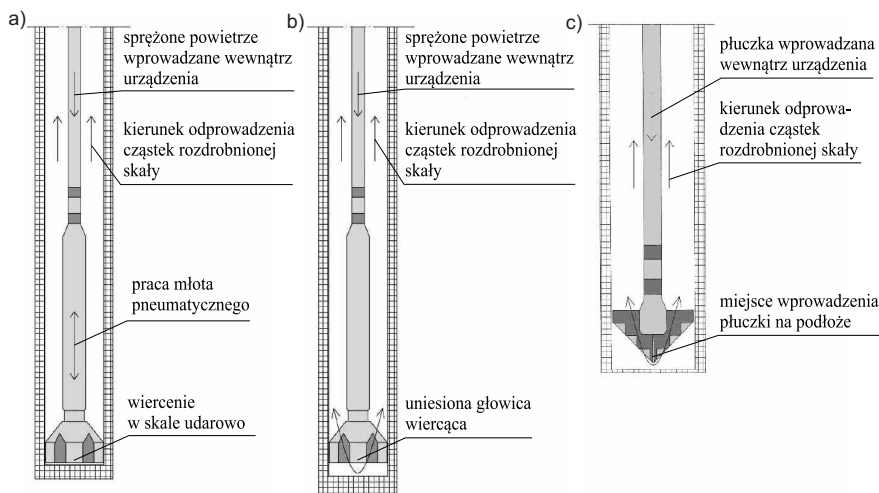 a)
sprężone powietrze
wprowadzane wewnątrz
urządzenia
kierunek odprowadzenia
cząstek rozdrobnionej
skały
praca młota
pneumatycznego
wiercenie
w skale udarowo
b)
sprężone powietrze
wprowadzane wewnątrz
urządzenia
kierunek odprowadzenia
cząstek rozdrobnionej
skały
uniesiona głowica
wiercąca
c)
płuczka wprowadzana
wewnątrz urządzenia
kierunek odprowa-
dzenia cząstek
rozdrobnionej skały
miejsce wprowadzenia
płuczki na podłoże